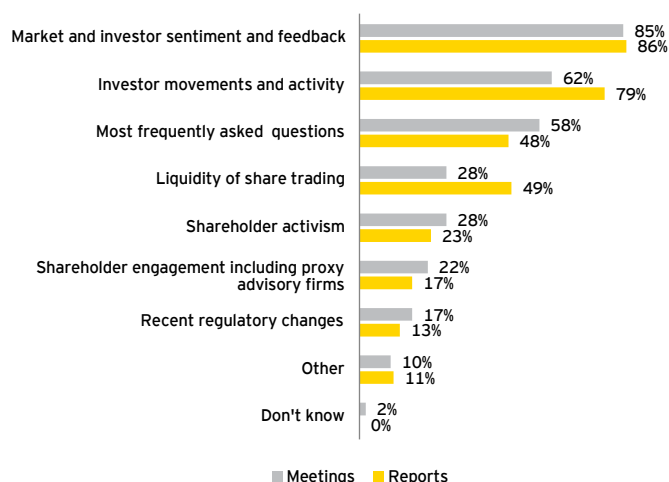 Market and investor sentiment and feedback
85%
86%
Investor movements and activity
62%
79%
Most frequently asked questions
58%
48%
Liquidity of share trading
28%
49%
Shareholder activism
28%
23%
Shareholder engagement including proxy
advisory firms
22%
17%
Recent regulatory changes
17%
13%
Other
10%
11%
Don't know
2%
0%
Meetings Reports